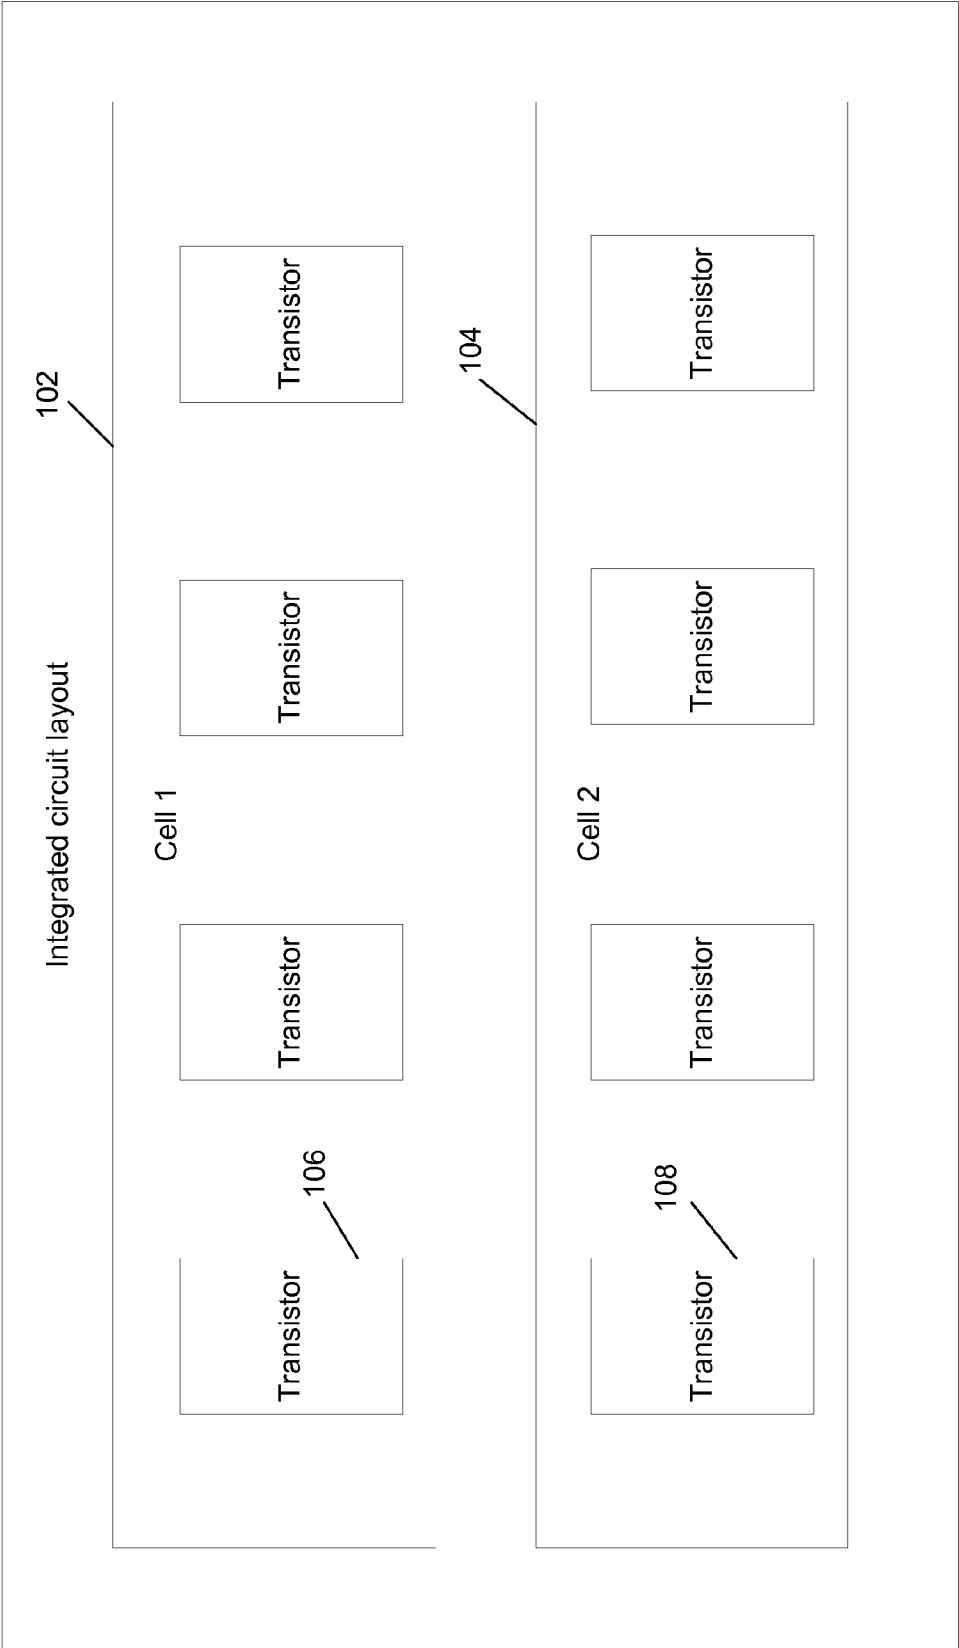 Integrated circuit layout
102
Cell 1
Transistor
106
Transistor
Transistor
Transistor
104
Cell 2
Transistor
108
Transistor
Transistor
Transistor